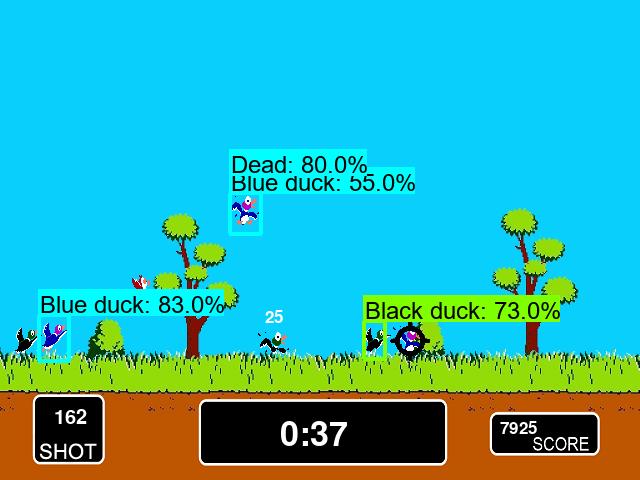 Dead: 80.0%
Blue duck: 55.0%
Blue duck: 83.0%
25
Black duck: 73.0%
162
SHOT
0:37
7925
SCORE